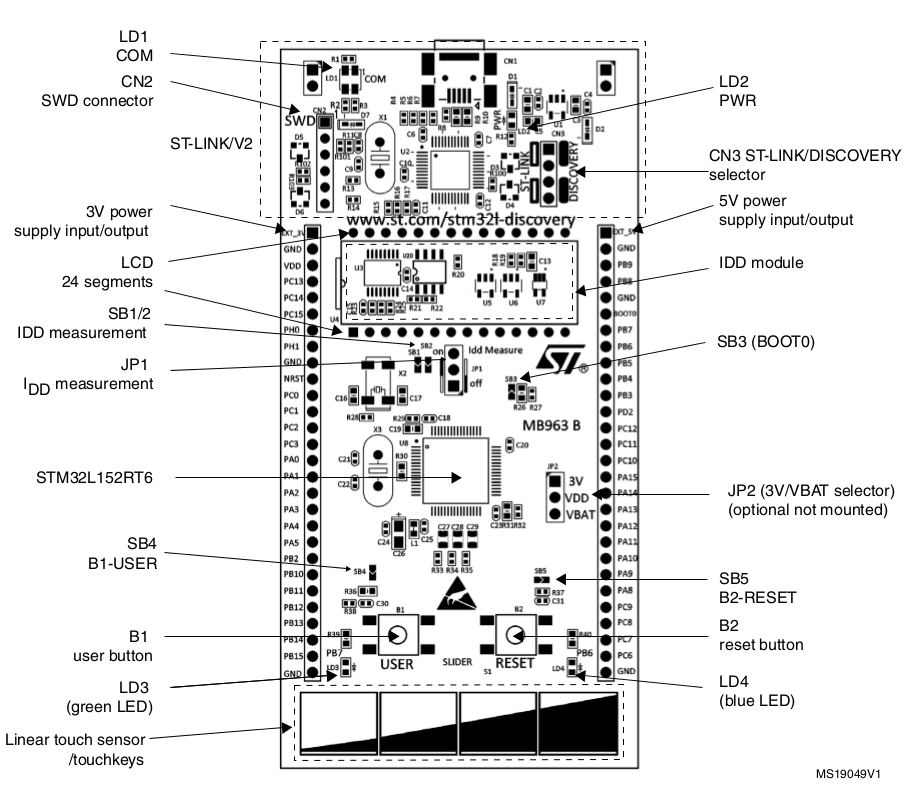 LD1
COM
CN2
SWD connector
ST-LINK/V2
3V power
supply input/output
LCD
24 segments
SB1/2
IDD measurement
JP1
IDD measurement
STM32L152RT6
SB4
B1-USER
B1
user button
LD3
(green LED)
Linear touch sensor
/touchkeys
LD2
PWR
CN3 ST-LINK/DISCOVERY
selector
5V power
supply input/output
IDD module
SB3 (BOOT0)
JP2 (3V/VBAT selector)
(optional not mounted)
SB5
B2-RESET
B2
reset button
LD4
(blue LED)
MS19049V1
R1
LD1
COM
CN1
SWD
CN2
R2
R3
D7
X1
R4
R5
R6
R7
C6
U2
R8
R9
R10
C7
PWR
D1
C1
C2
U1
C4
D2
LD2
CN3
ST-LINK
DISCOVERY
D3
R100
D4
D5
R102
D6
R101
C9
C10
R13
R14
R15
R16
R17
C11
C12
www.st.com/stm32l-discovery
EXT_3V
GND
VDD
PC13
PC14
PC15
PH0
PH1
GND
NRST
PC0
PC1
PC2
PC3
PA0
PA1
PA2
PA3
PA4
PA5
PB2
PB10
PB11
PB12
PB13
PB14
PB15
GND
EXT_5V
GND
PB9
PB8
GND
BOOT0
PB7
PB6
PB5
PB4
PB3
PD2
PC12
PC11
PC10
PA15
PA14
PA13
PA12
PA11
PA10
PA9
PA8
PC9
PC8
PC7
PC6
GND
U3
U20
C14
R20
R18
R19
C13
R21
R22
U5
U6
U7
U4
SB1
SB2
on
Idd Measure
JP1
off
ST
®
X2
C16
C17
SB3
R26
R27
R28
R29
C18
C19
MB963 B
X3
U8
C20
C21
C22
R30
JP2
3V
VDD
VBAT
C23
R31
R32
C24
C26
L1
C25
C27
C28
C29
R33
R34
R35
SB4
R36
R38
C30
SB5
R37
C31
B1
B2
R39
R40
PB7
PB6
USER
SLIDER
RESET
S1
LD3
LD4